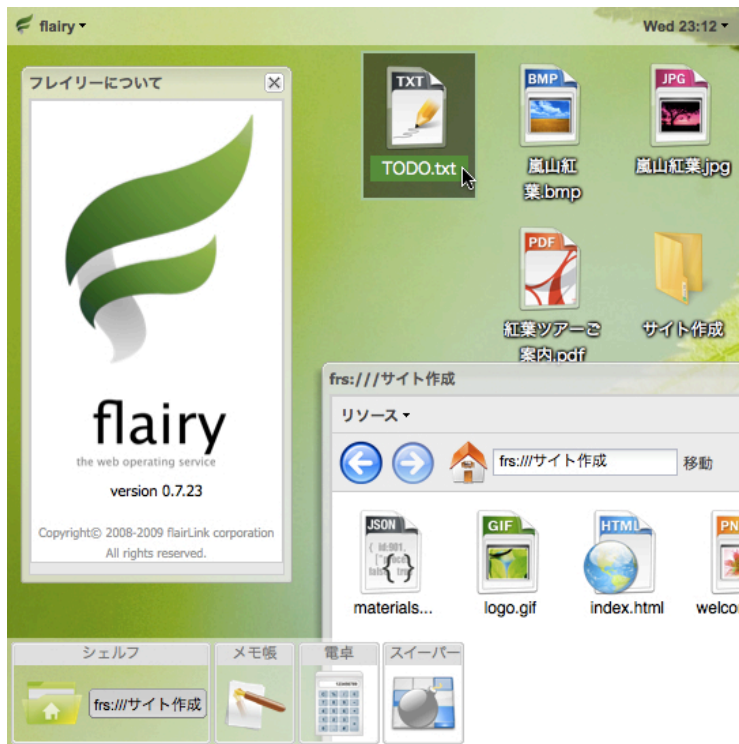 flairy
Wed 23:12
フレイリーについて
flairy
the web operating service
version 0.7.23
Copyright© 2008-2009 flairLink corporation
All rights reserved.
TXT
TODO.txt
BMP
嵐山紅
葉.bmp
JPG
嵐山紅葉.jpg
PDF
紅葉ツアーご
案内.pdf
サイト作成
frs:///サイト作成
リソース
frs:///サイト作成
移動
JSON
materials...
GIF
logo.gif
HTML
index.html
PN
welco
シェルフ
frs:///サイト作成
メモ帳
電卓
スイーパー